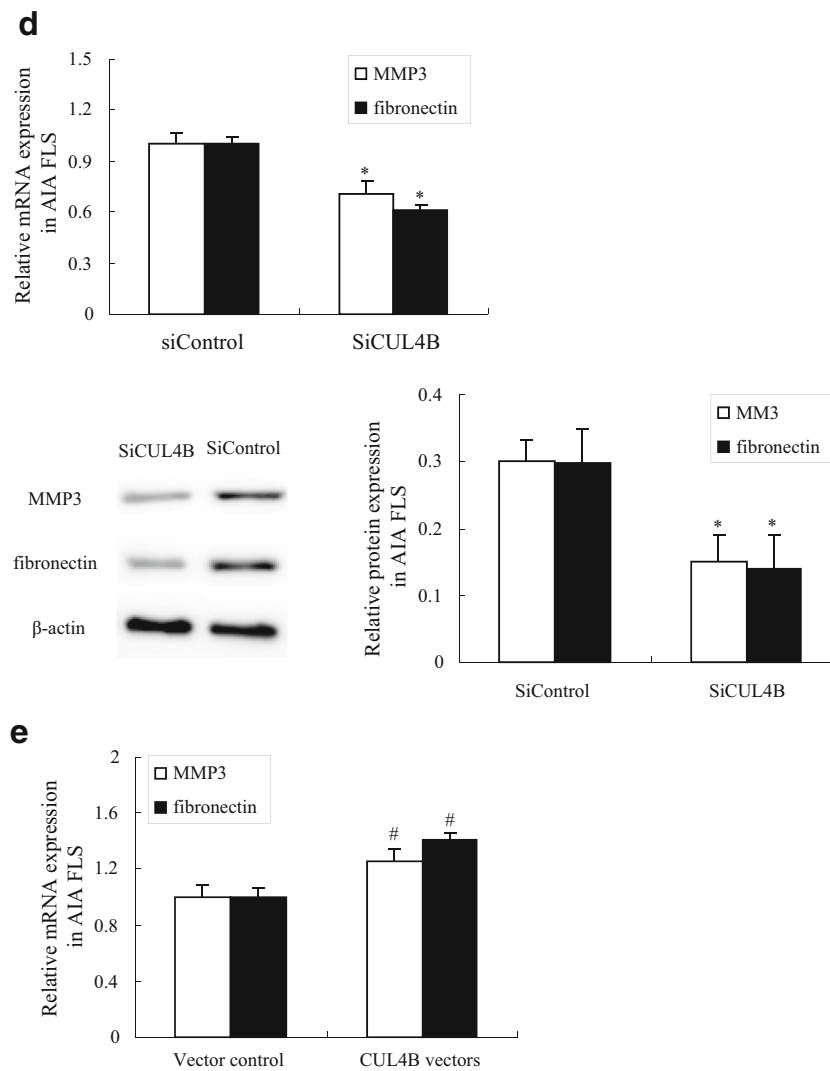 d
Relative mRNA expression
in AIA FLS
1.5
1.2
0.9
0.6
0.3
0
MMP3
fibronectin
*
*
siControl
SiCUL4B
SiCUL4B
SiControl
MMP3
fibronectin
β-actin
Relative protein expression
in AIA FLS
0.4
0.3
0.2
0.1
0
MM3
fibronectin
*
*
SiControl
SiCUL4B
e
Relative mRNA expression
in AIA FLS
2
1.6
1.2
0.8
0.4
0
MMP3
fibronectin
#
#
Vector control
CUL4B vectors